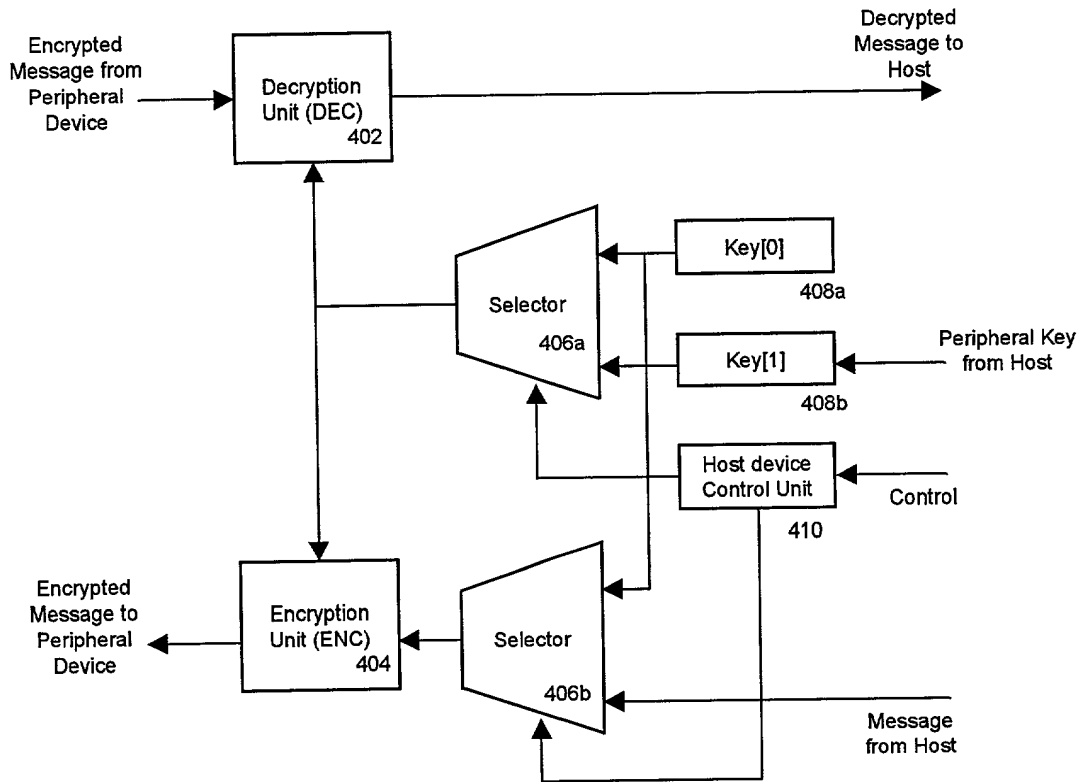 Encrypted
Message from
Peripheral
Device
Decryption
Unit (DEC)
402
Decrypted
Message to
Host
Selector
406a
Key[0]
408a
Key[1]
408b
Peripheral Key
from Host
Host device
Control Unit
410
Control
Encrypted
Message to
Peripheral
Device
Encryption
Unit (ENC)
404
Selector
406b
Message
from Host